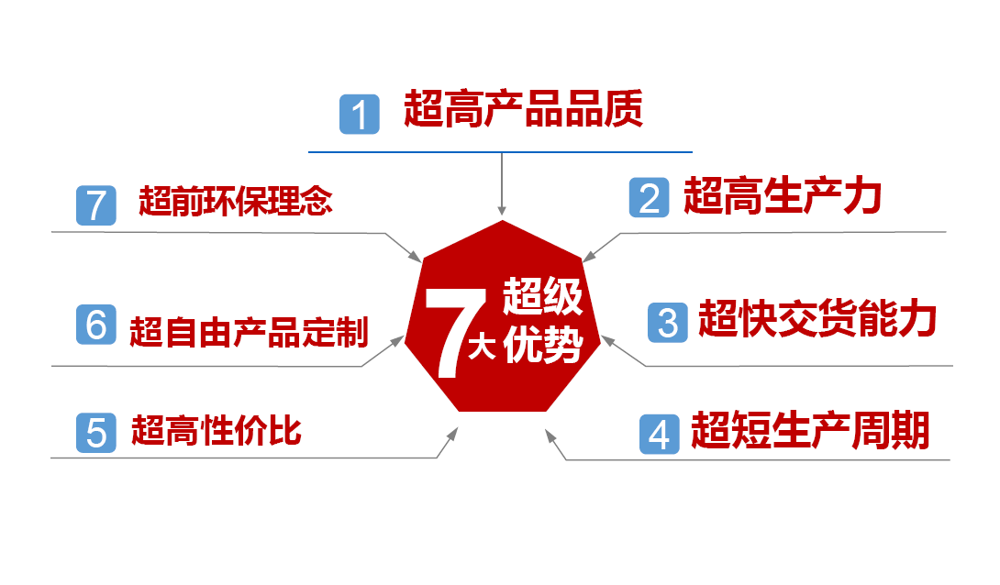 1 超高产品品质
2 超高生产力
3 超快交货能力
4 超短生产周期
5 超高性价比
6 超自由产品定制
7 超前环保理念
7大
超级
优势